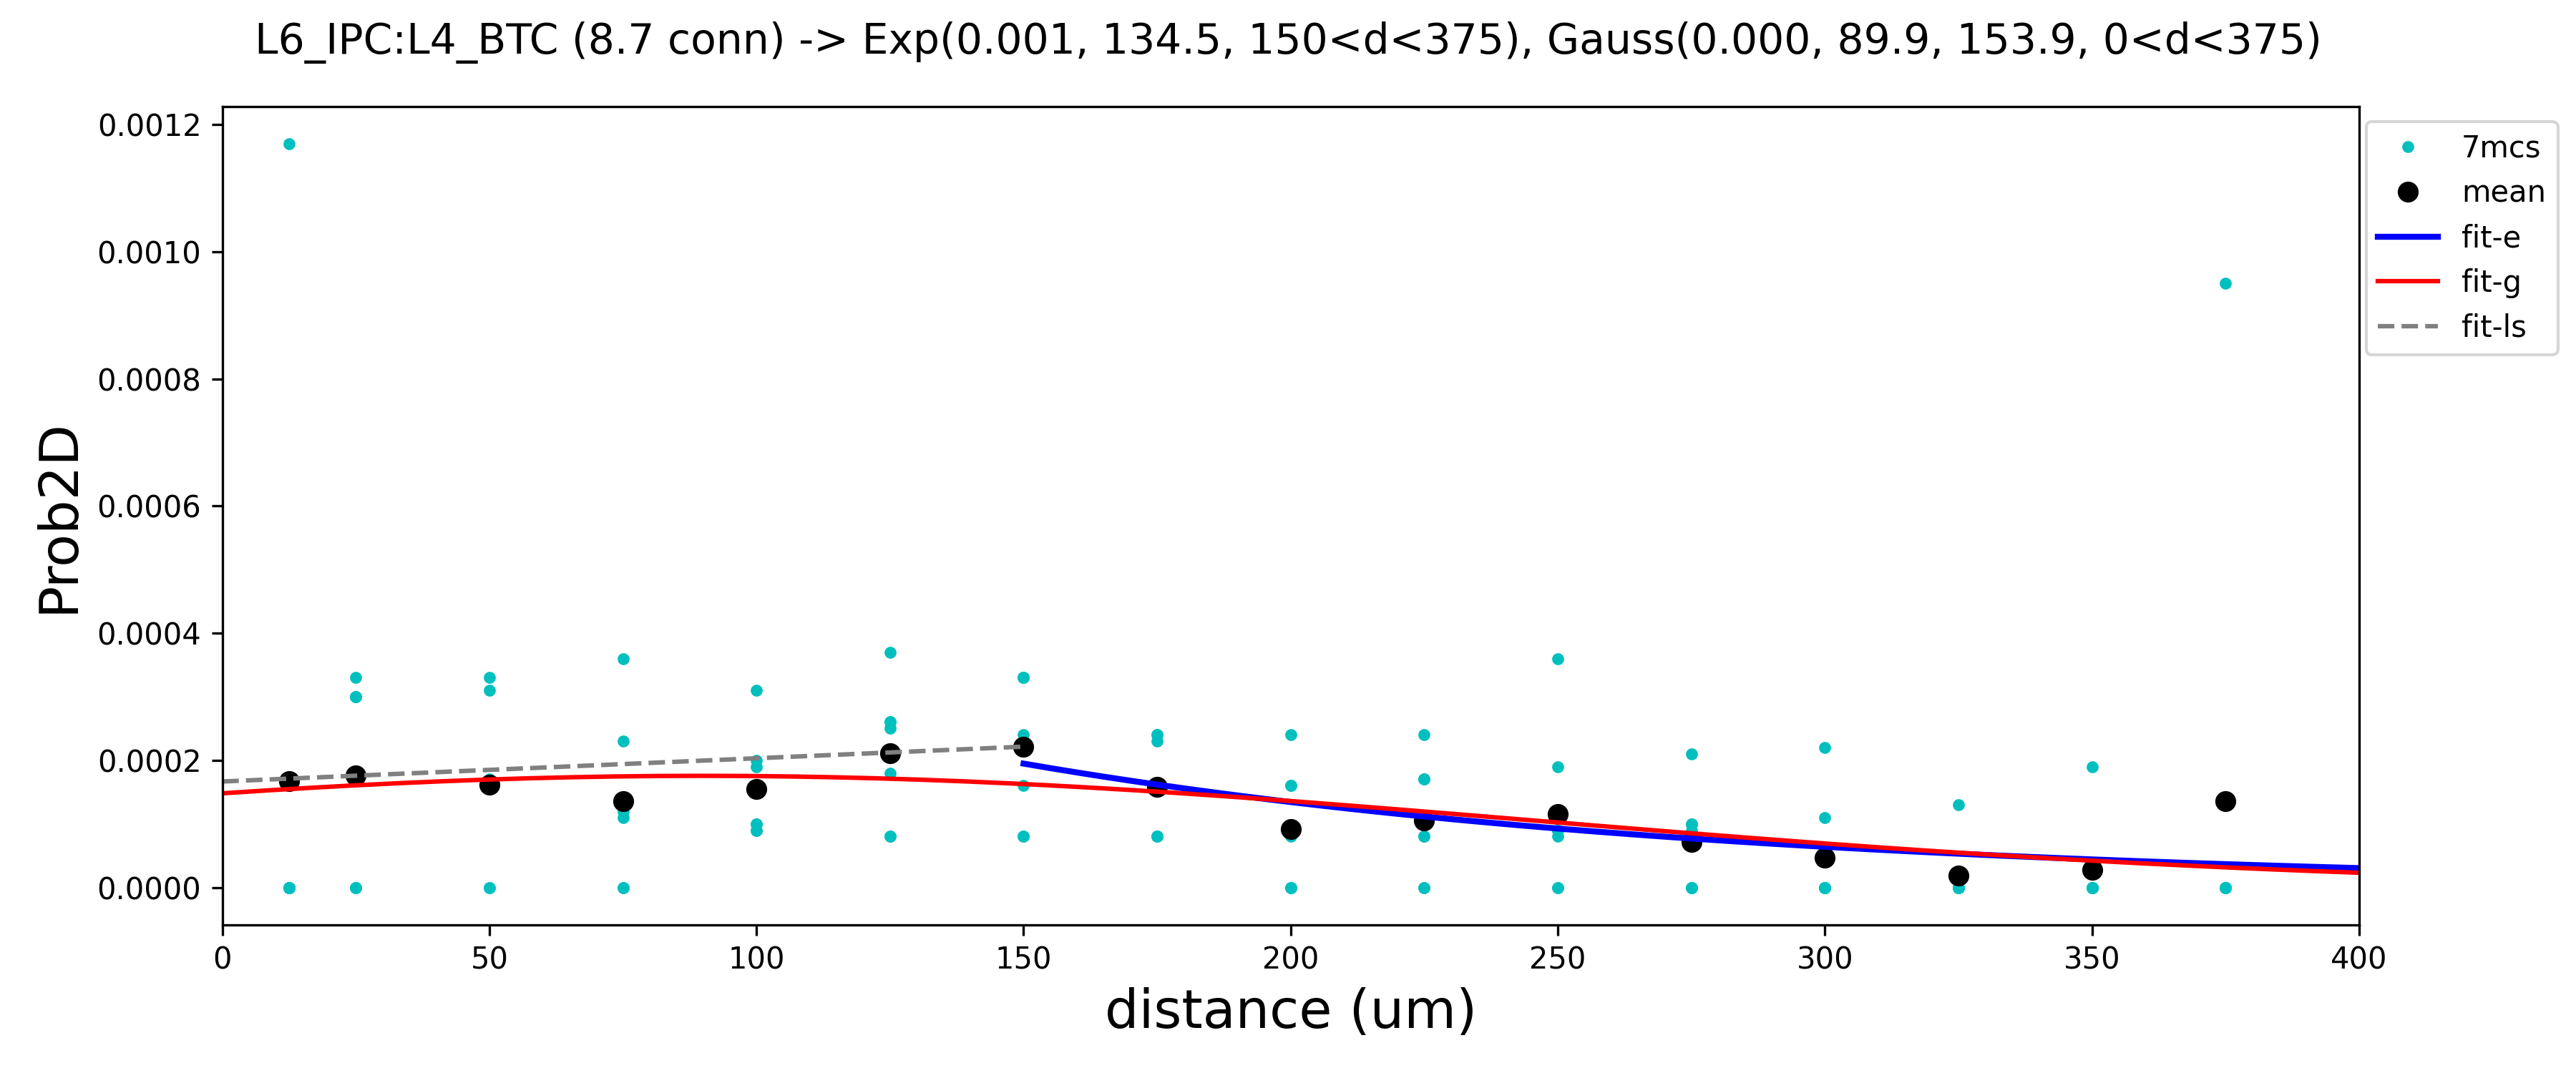 L6_IPC:L4_BTC (8.7 conn) -> Exp(0.001, 134.5, 150<d<375), Gauss(0.000, 89.9, 153.9, 0<d<375)
0.0012
0.0010
0.0008
0.0006
0.0004
0.0002
0.0000
Prob2D
0 50 100 150 200 250 300 350 400
distance (um)
7mcs
mean
fit-e
fit-g
fit-ls